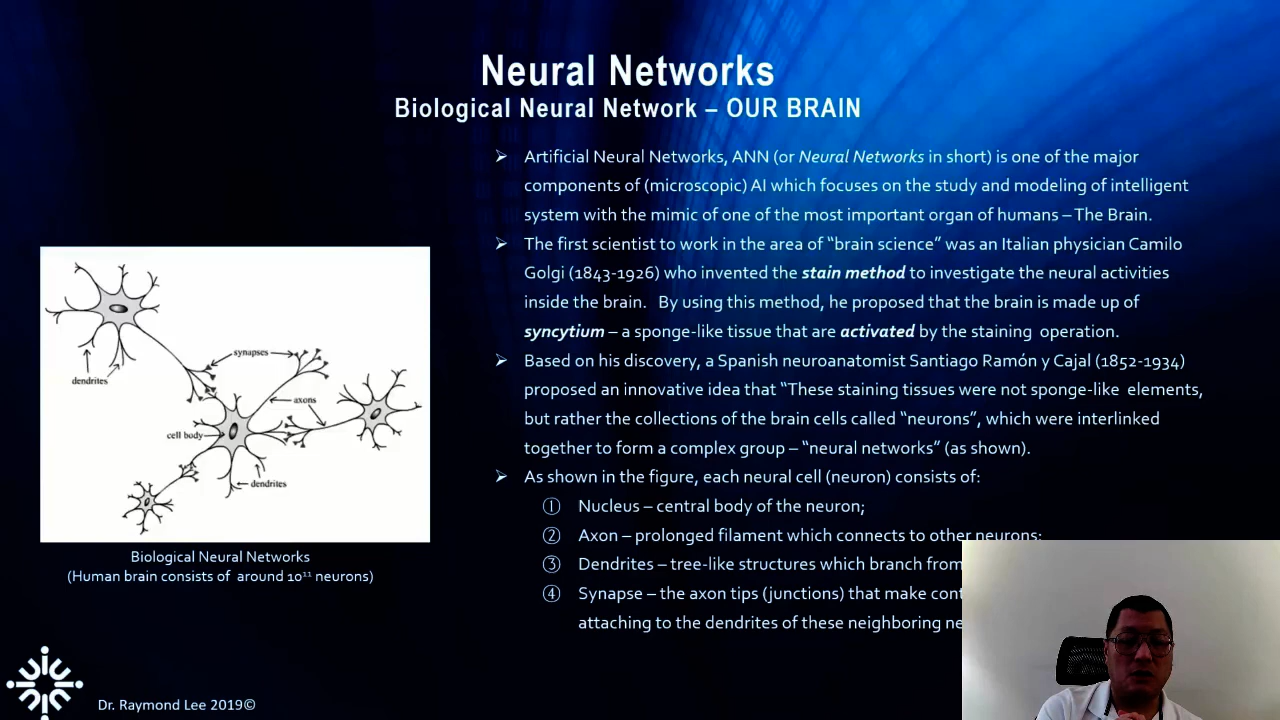 Neural Networks
Biological Neural Network – OUR BRAIN
➢ Artificial Neural Networks, ANN (or Neural Networks in short) is one of the major
components of (microscopic) AI which focuses on the study and modeling of intelligent
system with the mimic of one of the most important organ of humans – The Brain.
➢ The first scientist to work in the area of “brain science” was an Italian physician Camilo
Golgi (1843-1926) who invented the stain method to investigate the neural activities
inside the brain. By using this method, he proposed that the brain is made up of
syncytium – a sponge-like tissue that are activated by the staining operation.
➢ Based on his discovery, a Spanish neuroanatomist Santiago Ramón y Cajal (1852-1934)
proposed an innovative idea that “These staining tissues were not sponge-like elements,
but rather the collections of the brain cells called “neurons”, which were interlinked
together to form a complex group – “neural networks” (as shown).
➢ As shown in the figure, each neural cell (neuron) consists of:
① Nucleus – central body of the neuron;
② Axon – prolonged filament which connects to other neurons;
③ Dendrites – tree-like structures which branch from
④ Synapse – the axon tips (junctions) that make
attaching to the dendrites of these neighboring
synapses
dendrites
axons
cell body
dendrites
Biological Neural Networks
(Human brain consists of around 10¹¹ neurons)
Dr. Raymond Lee 2019©